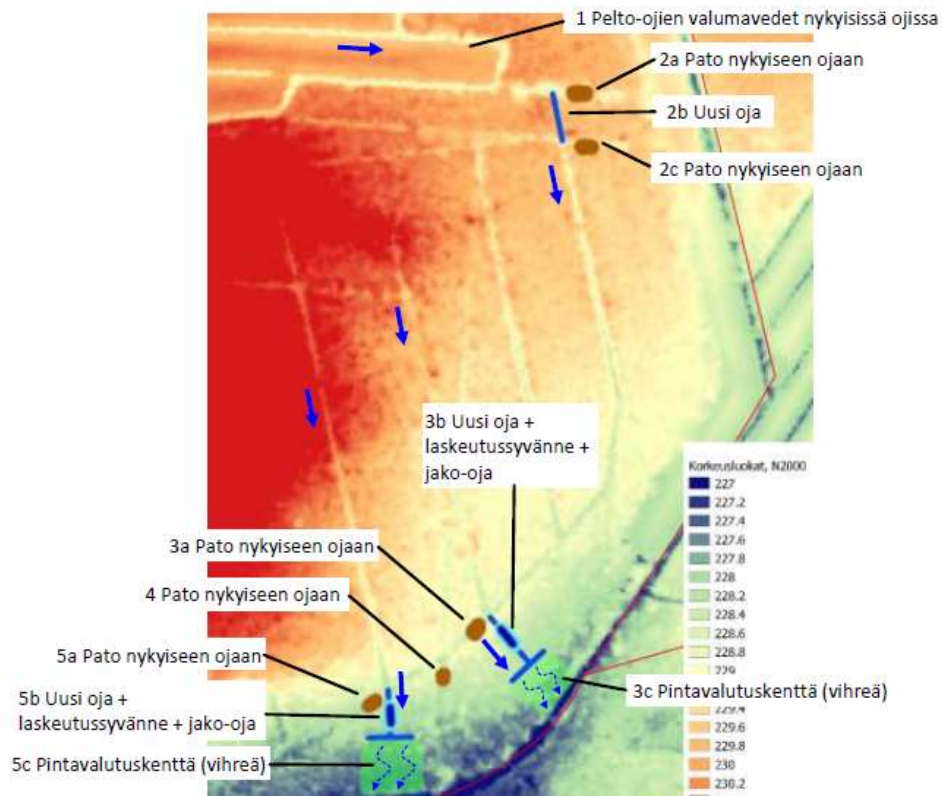 1 Pelto-ojien valumavedet nykyisissä ojissa
2a Pato nykyiseen ojaan
2b Uusi oja
2c Pato nykyiseen ojaan
3b Uusi oja +
laskeutussyvänne +
jako-oja
Korkeusluokat, N2000
227
227.2
227.4
227.6
227.8
228
228.2
228.4
228.6
228.8
229
229.4
229.6
229.8
230
230.2
3a Pato nykyiseen ojaan
4 Pato nykyiseen ojaan
5a Pato nykyiseen ojaan
5b Uusi oja +
laskeutussyvänne + jako-oja
5c Pintavalutuskenttä (vihreä)
3c Pintavalutuskenttä (vihreä)